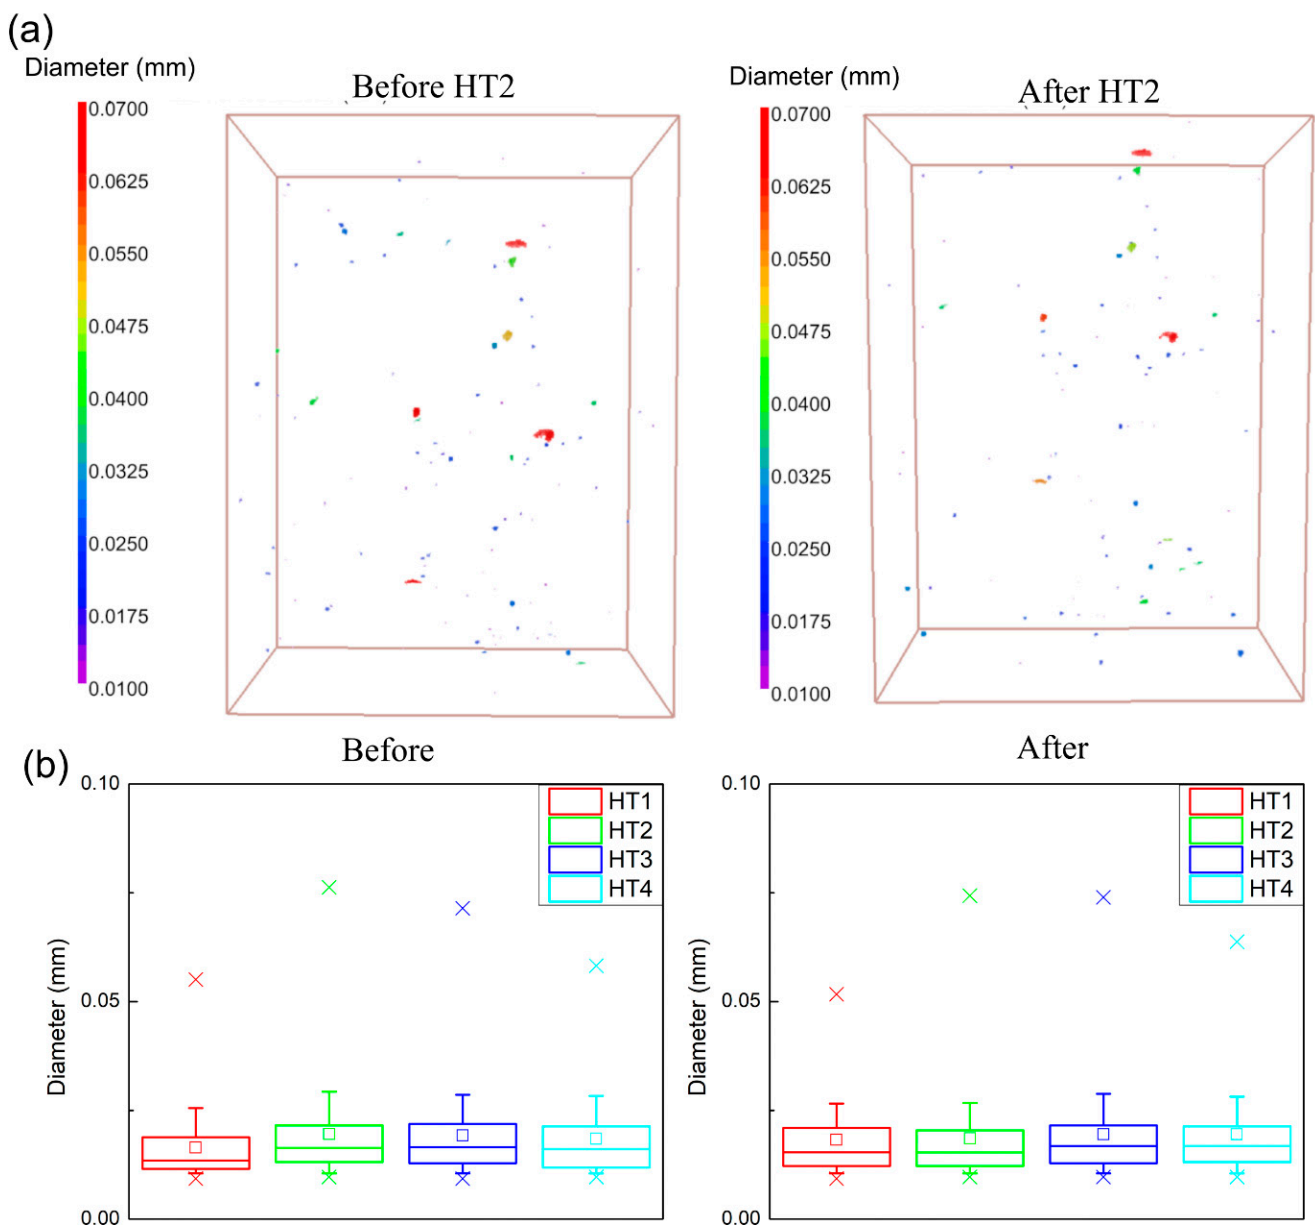 (a)
Diameter (mm)
Before HT2
0.0700
0.0625
0.0550
0.0475
0.0400
0.0325
0.0250
0.0175
0.0100
Diameter (mm)
After HT2
0.0700
0.0625
0.0550
0.0475
0.0400
0.0325
0.0250
0.0175
0.0100
(b)
Before
Diameter (mm)
0.10
0.05
0.00
HT1
HT2
HT3
HT4
After
Diameter (mm)
0.10
0.05
0.00
HT1
HT2
HT3
HT4